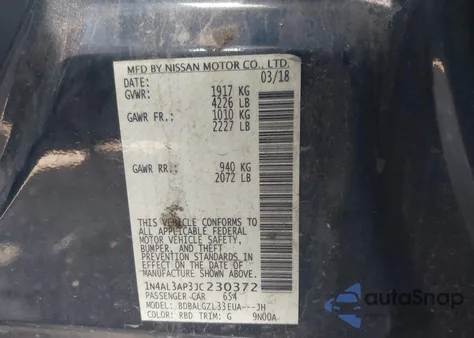 MFD BY NISSAN MOTOR CO., LTD.
DATE: 03/18
GVWR: 1917 KG
4226 LB
GAWR FR.: 1010 KG
2227 LB
GAWR RR: 940 KG
2072 LB
THIS VEHICLE CONFORMS TO
ALL APPLICABLE FEDERAL
MOTOR VEHICLE SAFETY,
BUMPER, AND THEFT
PREVENTION STANDARDS
IN EFFECT ON THE DATE OF
MANUFACTURE SHOWN ABOVE.
1N4AL3AP3JC230372
PASSENGER CAR
MODEL: BDBALGZL33EUA---JH
COLOR: RBD TRIM: G 9N00A
autoSnap